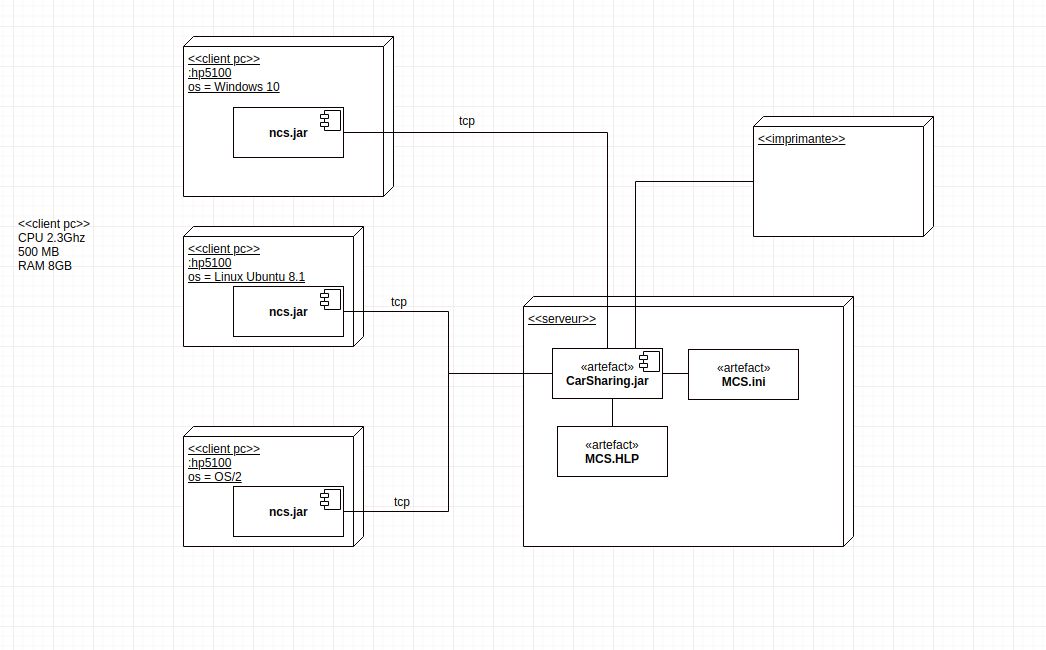 <<client pc>>
:hp5100
os = Windows 10
ncs.jar
tcp
<<imprimante>>
<<client pc>>
CPU 2.3Ghz
500 MB
RAM 8GB
<<client pc>>
:hp5100
os = Linux Ubuntu 8.1
ncs.jar
tcp
<<serveur>>
«artefact»
CarSharing.jar
«artefact»
MCS.ini
«artefact»
MCS.HLP
<<client pc>>
:hp5100
os = OS/2
ncs.jar
tcp